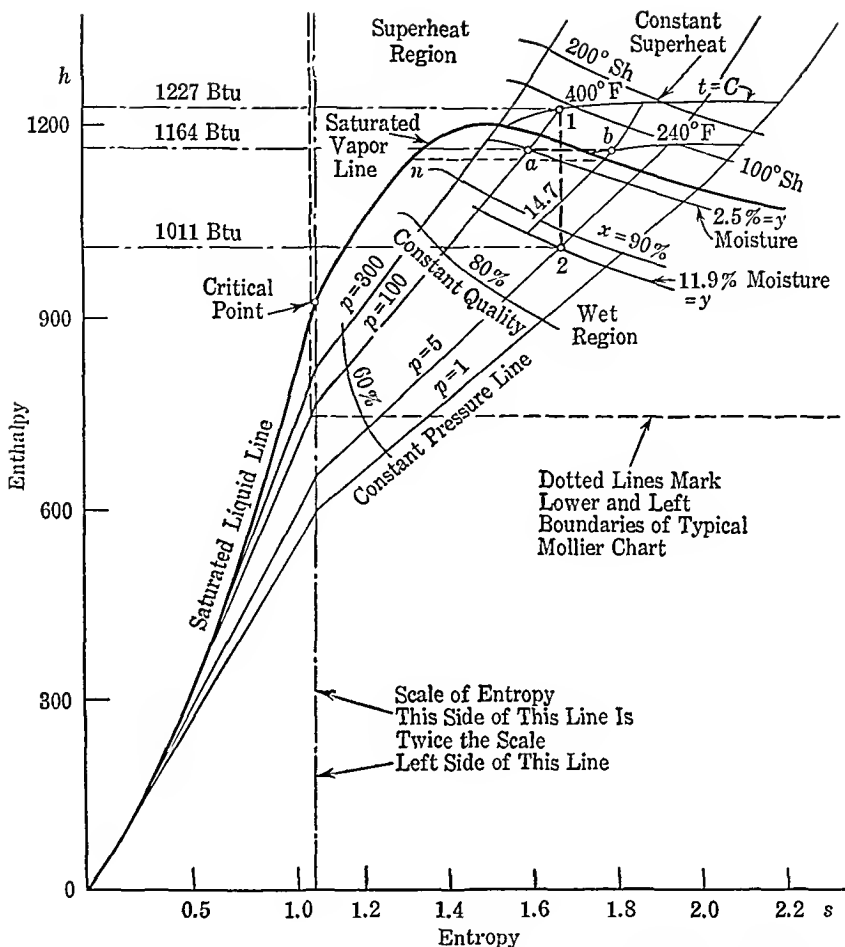 Superheat
Region
Constant
Superheat
200° Sh
h
1227 Btu
400°F
t=C
1
1200
1164 Btu
Saturated
Vapor
Line
n
a
b
240°F
100° Sh
14.7
2.5%=y
Moisture
x=90%
1011 Btu
2
11.9% Moisture
=y
Critical
Point
p=300
p=100
Constant Quality
80%
Wet
Region
900
p=5
p=1
60%
Constant Pressure Line
Enthalpy
Saturated Liquid Line
Dotted Lines Mark
Lower and Left
Boundaries of Typical
Mollier Chart
600
300
Scale of Entropy
This Side of This Line Is
Twice the Scale
Left Side of This Line
0
0.5
1.0
1.2
1.4
1.6
1.8
2.0
2.2
s
Entropy